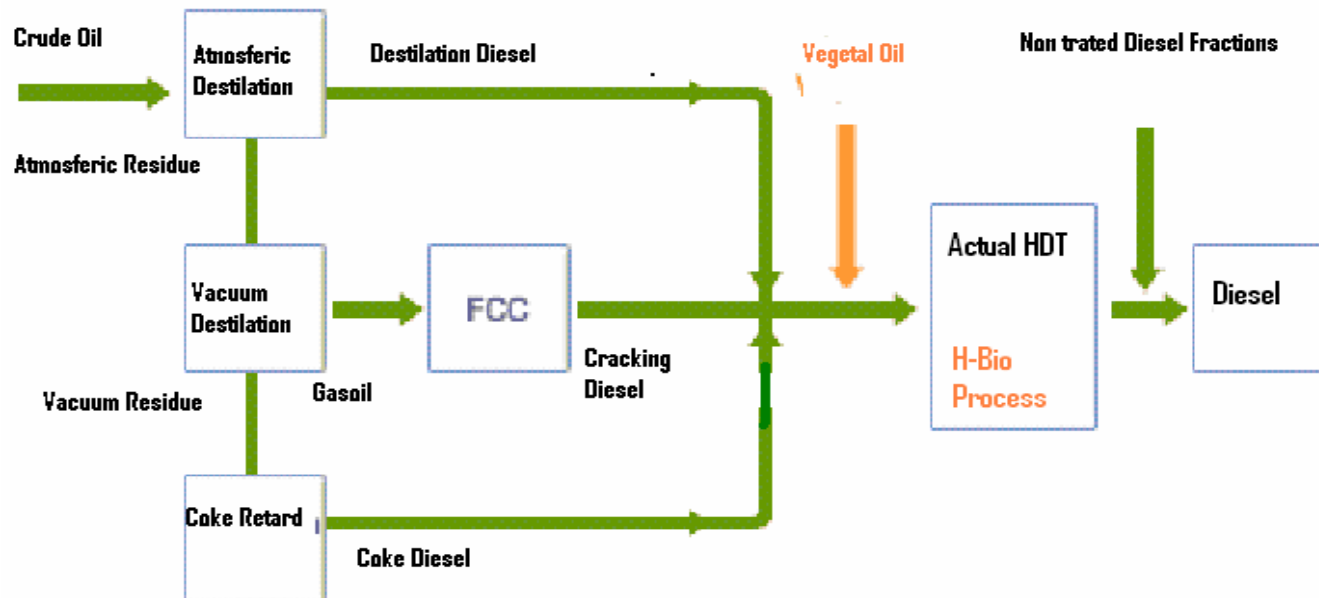 Crude Oil
Atmosferic
Destilation
Destilation Diesel
Vegetal Oil
Non trated Diesel Fractions
Atmosferic Residue
Vacuum
Destilation
FCC
Actual HDT
Diesel
H-Bio
Process
Cracking
Diesel
Gasoil
Vacuum Residue
Coke Retard
Coke Diesel